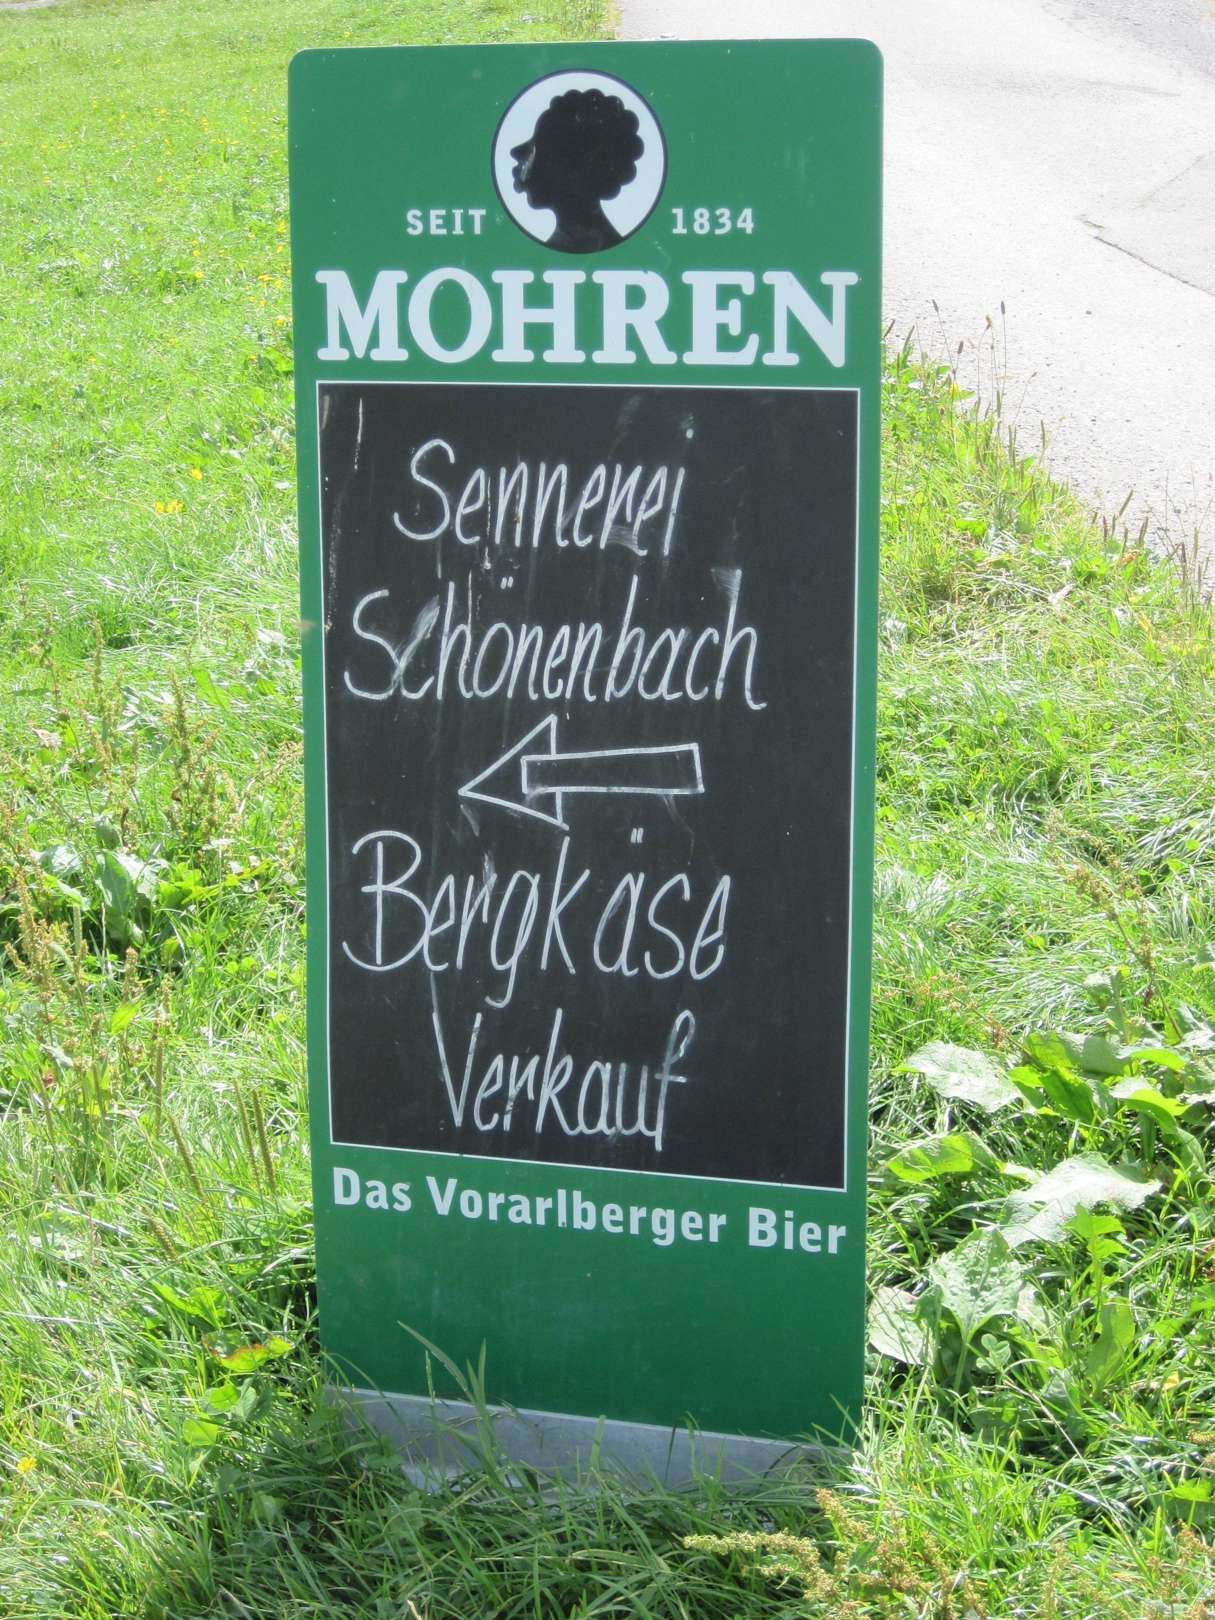 SEIT 1834
MOHREN
Sennerei
Schönenbach
Bergkäse
Verkauf
Das Vorarlberger Bier